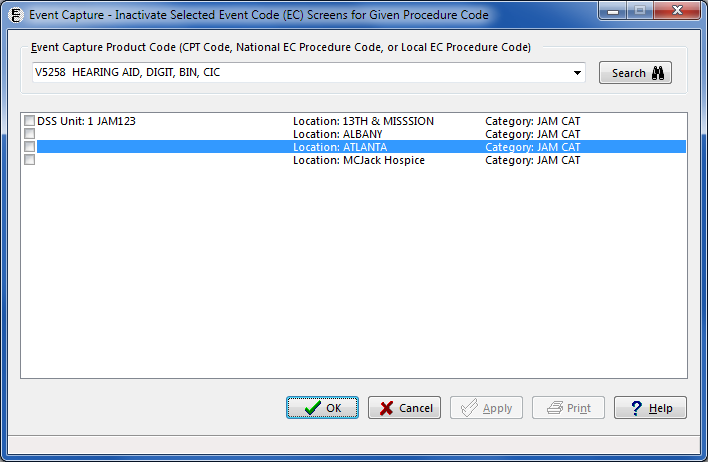 Event Capture - Inactivate Selected Event Code (EC) Screens for Given Procedure Code
Event Capture Product Code (CPT Code, National EC Procedure Code, or Local EC Procedure Code)
V5258 HEARING AID, DIGIT, BIN, CIC
Search
DSS Unit: 1 JAM123 Location: 13TH & MISSSION Category: JAM CAT
Location: ALBANY Category: JAM CAT
Location: ATLANTA Category: JAM CAT
Location: MCJack Hospice Category: JAM CAT
OK Cancel Apply Print Help